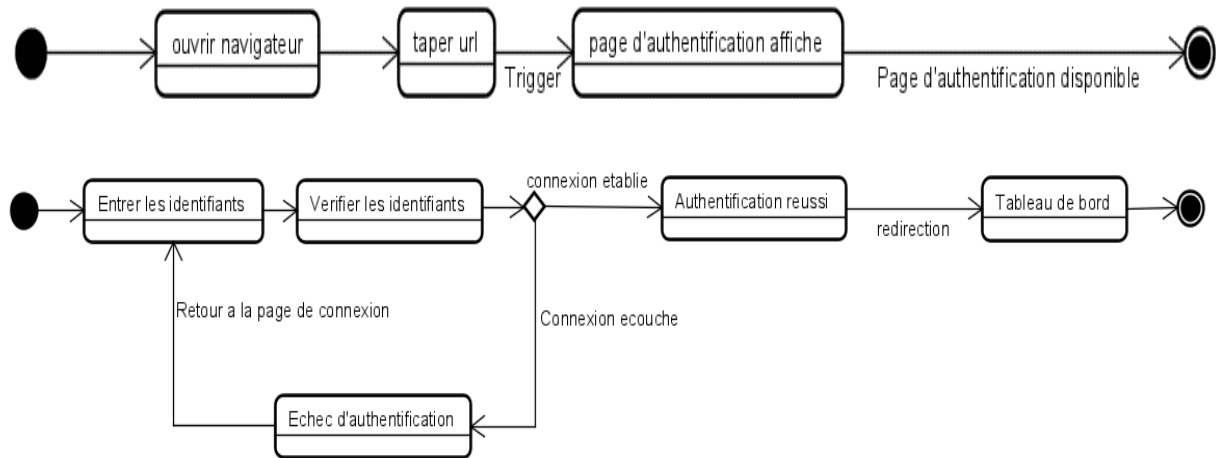 ouvrir navigateur
taper url
page d'authentification affiche
Trigger
Page d'authentification disponible
connexion etablie
Entrer les identifiants
Verifier les identifiants
Authentification reussi
Tableau de bord
redirection
Retour a la page de connexion
Connexion ecouche
Echec d'authentification